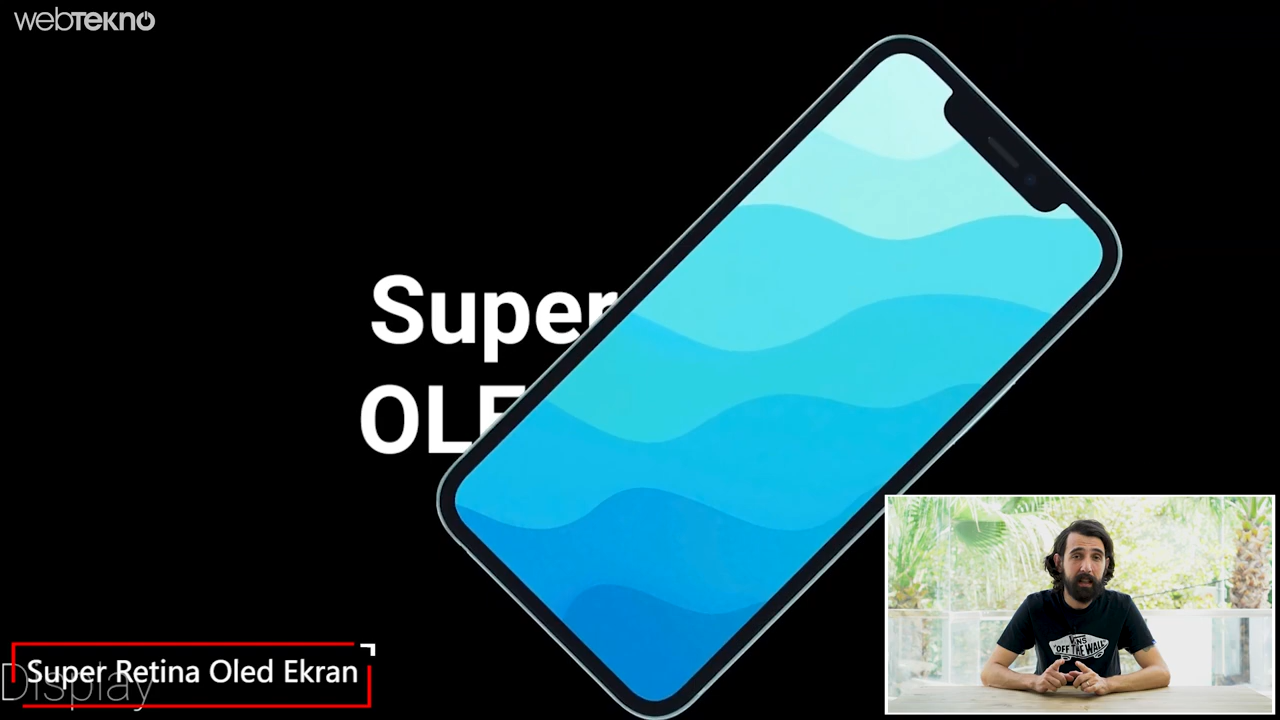 webTEKNO
Super
OLE
Super Retina Oled Ekran
Display
VANS
"OFF THE WALL"